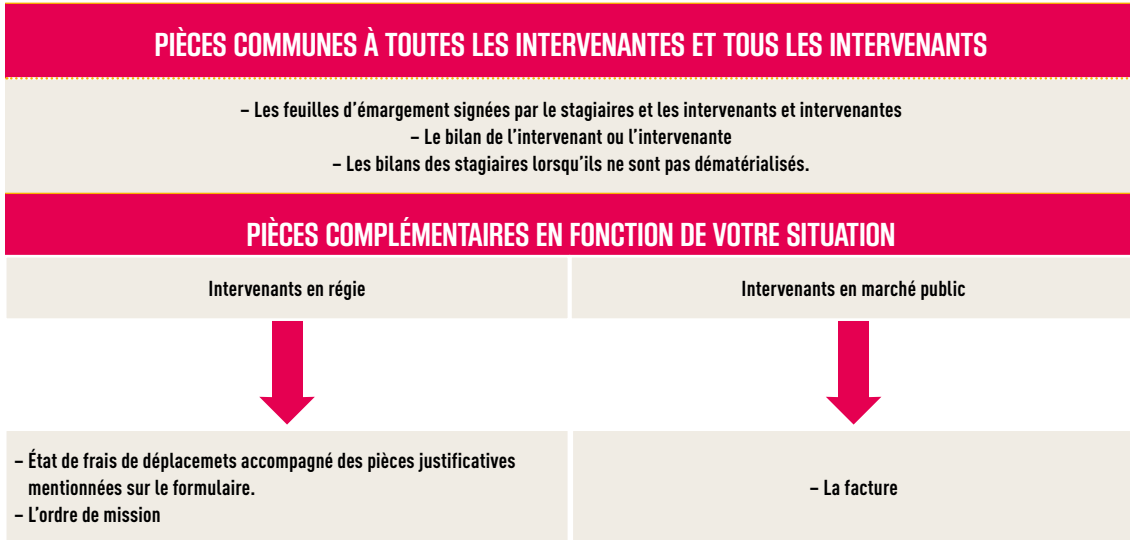 PIÈCES COMMUNES À TOUTES LES INTERVENANTES ET TOUS LES INTERVENANTS
– Les feuilles d'émargement signées par le stagiaires et les intervenants et intervenantes
– Le bilan de l'intervenant ou l'intervenante
– Les bilans des stagiaires lorsqu'ils ne sont pas dématérialisés.
PIÈCES COMPLÉMENTAIRES EN FONCTION DE VOTRE SITUATION
Intervenants en régie
Intervenants en marché public
– État de frais de déplacemets accompagné des pièces justificatives
mentionnées sur le formulaire.
– L'ordre de mission
– La facture